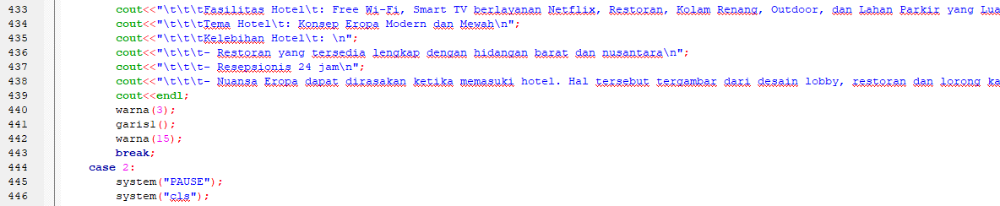 433 cout<<"\t\t\tFasilitas Hotel\t: Free Wi-Fi, Smart TV berlayanan Netflix, Restoran, Kolam Renang, Outdoor, dan Lahan Parkir yang Lua
434 cout<<"\t\t\tTema Hotel\t: Konsep Eropa Modern dan Mewah\n";
435 cout<<"\t\t\tKelebihan Hotel\t: \n";
436 cout<<"\t\t\t- Restoran yang tersedia lengkap dengan hidangan barat dan nusantara\n";
437 cout<<"\t\t\t- Resepsionis 24 jam\n";
438 cout<<"\t\t\t- Nuansa Eropa dapat dirasakan ketika memasuki hotel. Hal tersebut tergambar dari desain lobby, restoran dan lorong ka
439 cout<<endl;
440 warna(3);
441 garis1();
442 warna(15);
443 break;
444 case 2:
445 system("PAUSE");
446 system("cls");